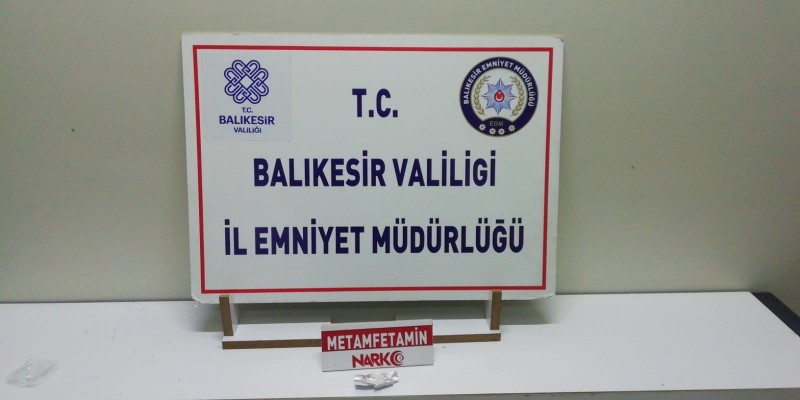 T.C.
BALIKESİR
VALİLİĞİ
BALIKESİR EMNİYET MÜDÜRLÜĞÜ
EGM
T.C.
BALIKESİR VALİLİGİ
İL EMNİYET MÜDÜRLÜĞÜ
METAMFETAMİN
NARKO